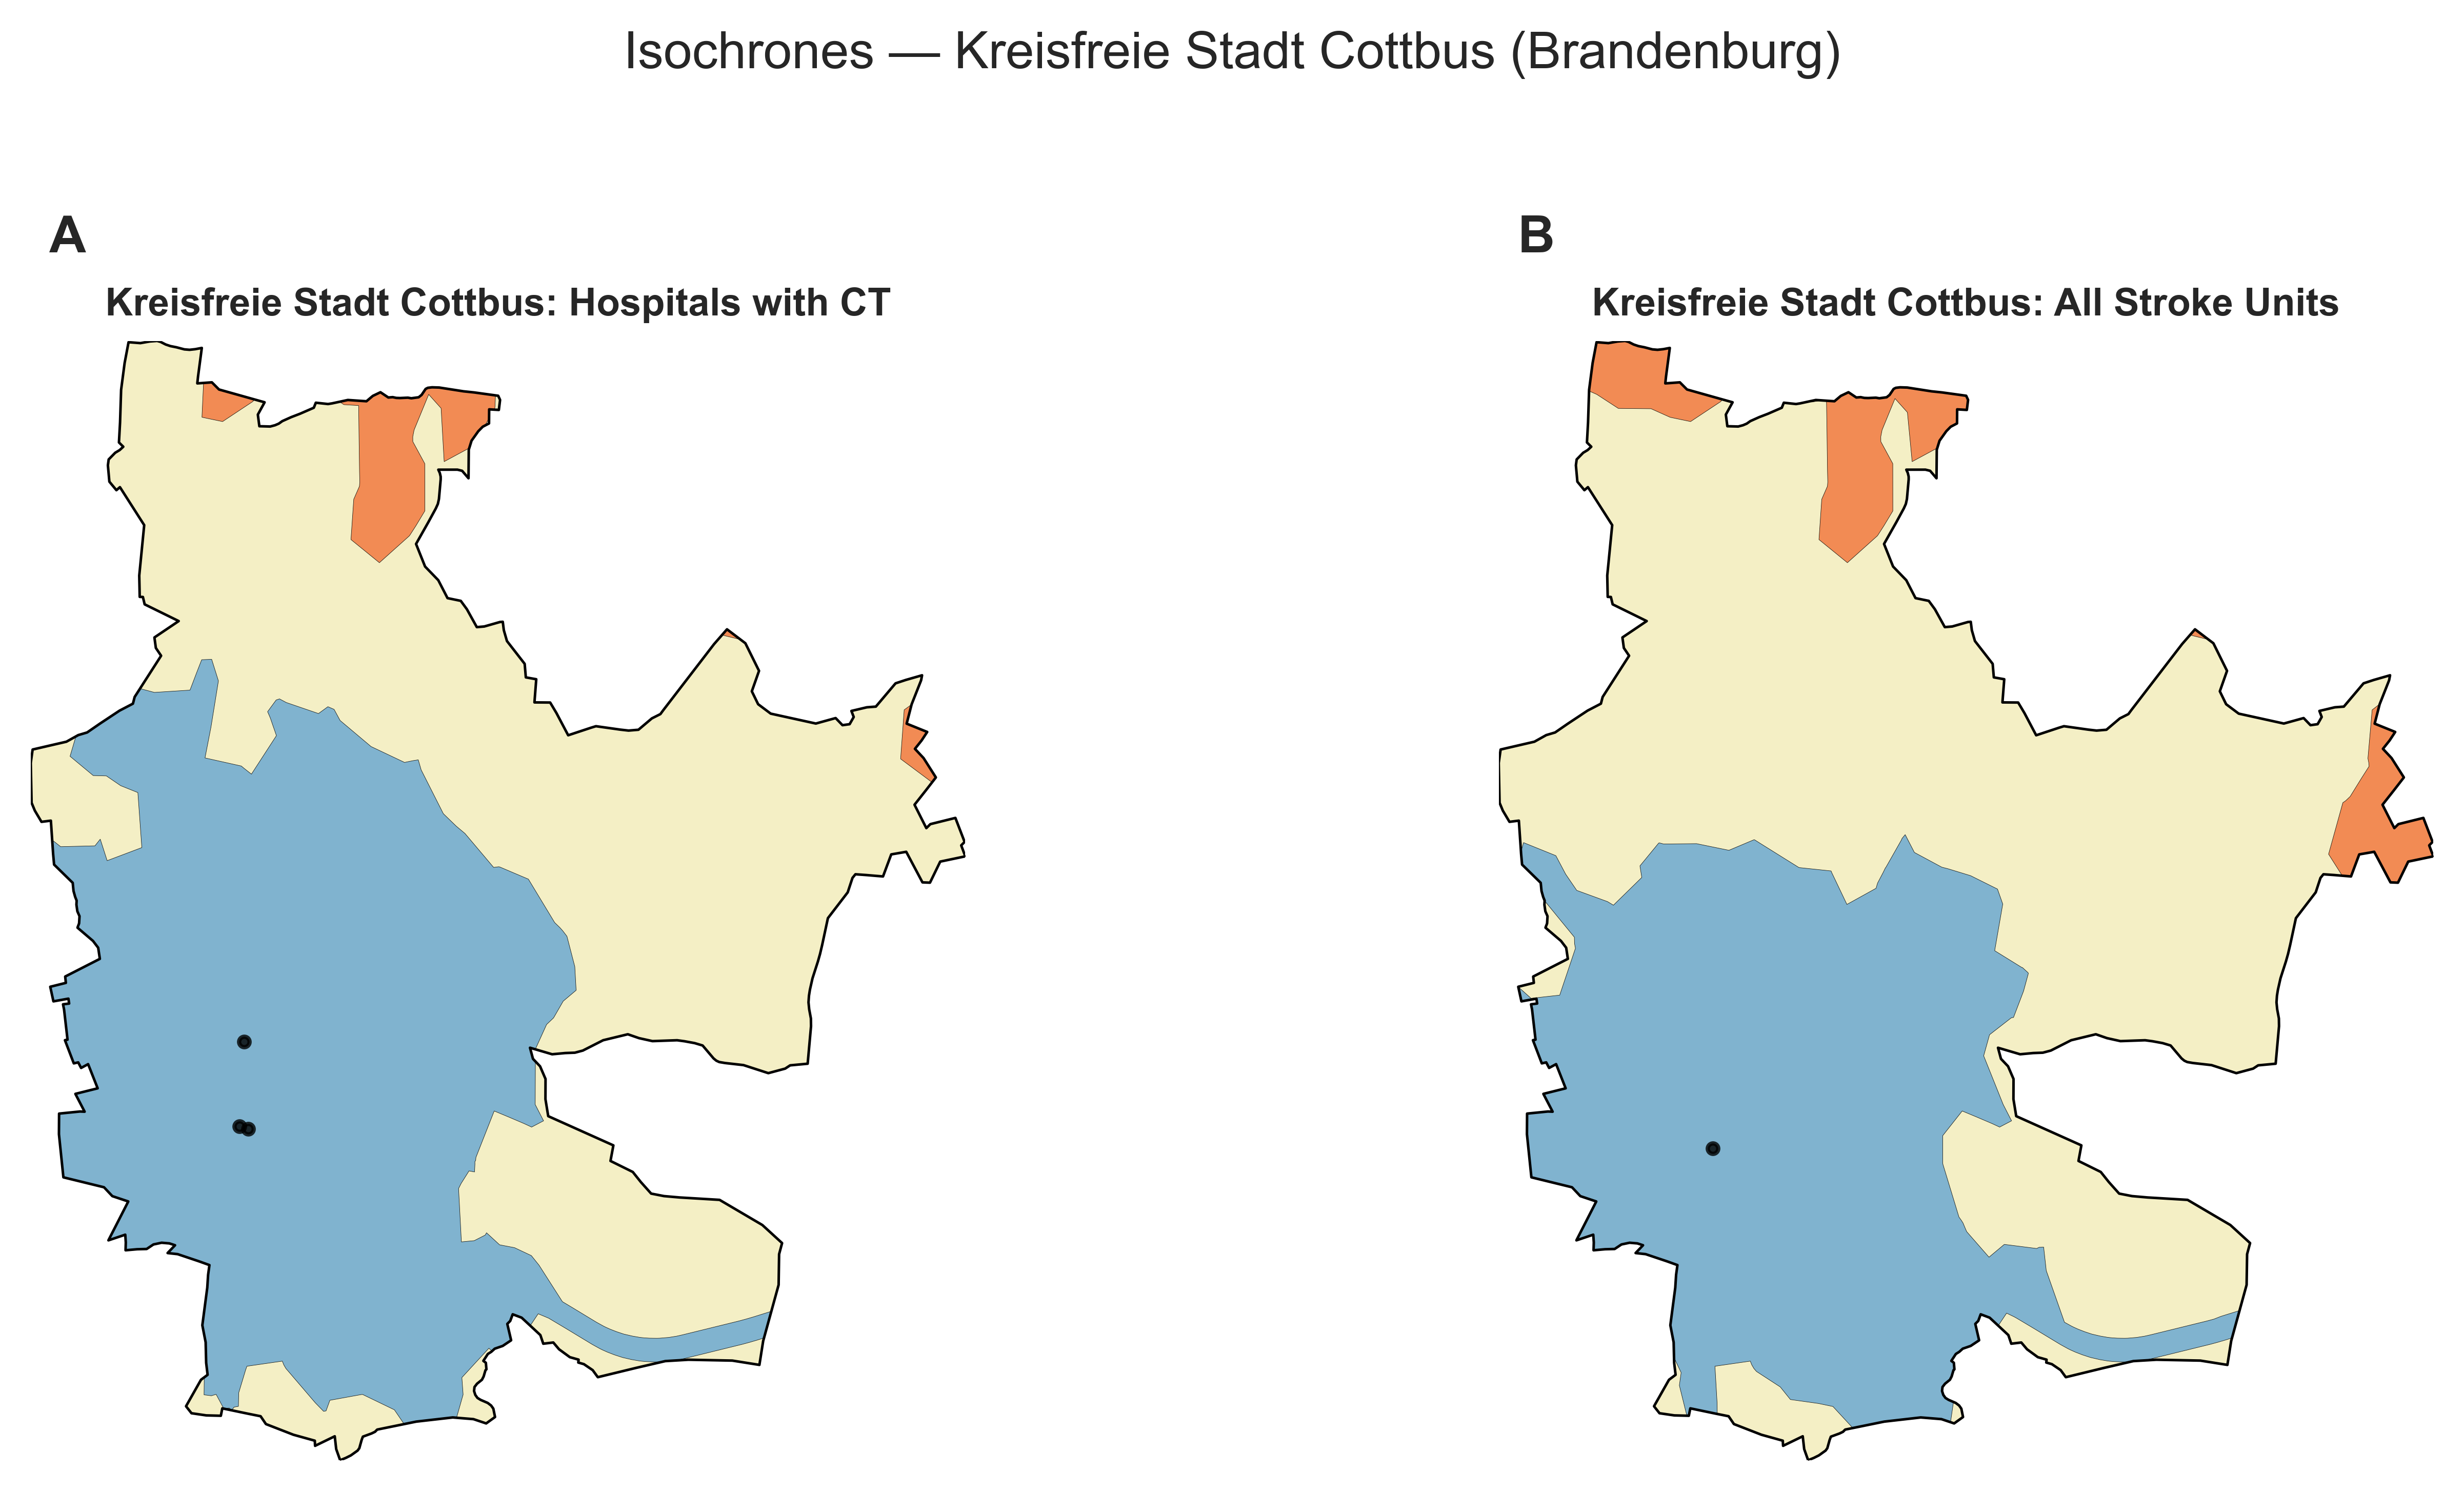 Isochrones — Kreisfreie Stadt Cottbus (Brandenburg)
A
Kreisfreie Stadt Cottbus: Hospitals with CT
B
Kreisfreie Stadt Cottbus: All Stroke Units